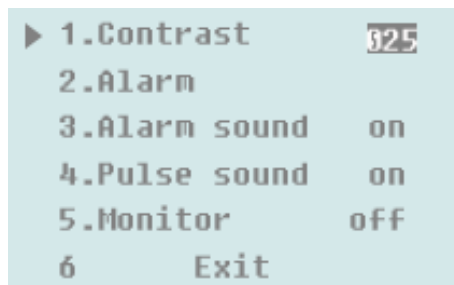 1.Contrast 025
2.Alarm
3.Alarm sound on
4.Pulse sound on
5.Monitor off
6 Exit